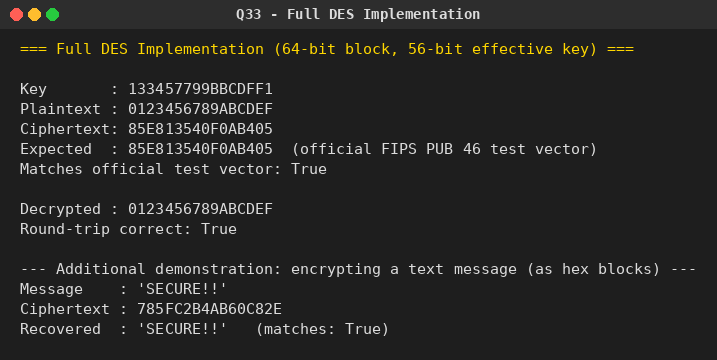 Q33 - Full DES Implementation
=== Full DES Implementation (64-bit block, 56-bit effective key) ===
Key       : 133457799BBCDFF1
Plaintext : 0123456789ABCDEF
Ciphertext: 85E813540F0AB405
Expected  : 85E813540F0AB405  (official FIPS PUB 46 test vector)
Matches official test vector: True
Decrypted : 0123456789ABCDEF
Round-trip correct: True
--- Additional demonstration: encrypting a text message (as hex blocks) ---
Message    : 'SECURE!!'
Ciphertext : 785FC2B4AB60C82E
Recovered  : 'SECURE!!'   (matches: True)